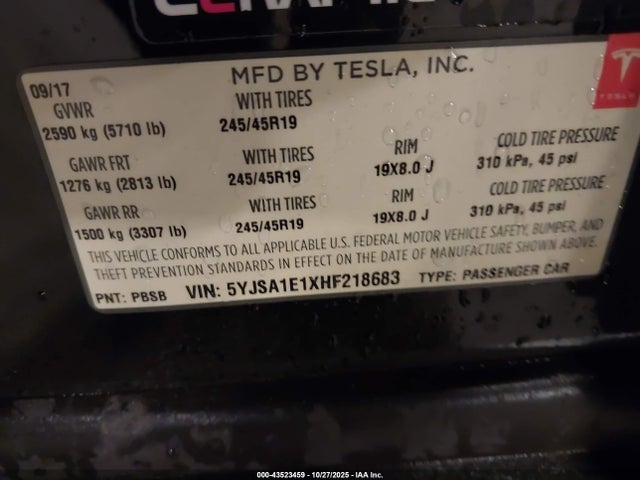 MFD BY TESLA, INC.
TESLA
09/17
GVWR
2590 kg (5710 lb)
WITH TIRES
245/45R19
GAWR FRT
1276 kg (2813 lb)
WITH TIRES
245/45R19
RIM
19X8.0 J
COLD TIRE PRESSURE
310 kPa, 45 psi
GAWR RR
1500 kg (3307 lb)
WITH TIRES
245/45R19
RIM
19X8.0 J
COLD TIRE PRESSURE
310 kPa, 45 psi
THIS VEHICLE CONFORMS TO ALL APPLICABLE U.S. FEDERAL MOTOR VEHICLE SAFETY, BUMPER, AND
THEFT PREVENTION STANDARDS IN EFFECT ON THE DATE OF MANUFACTURE SHOWN ABOVE.
PNT: PBSB VIN: 5YJSA1E1XHF218683 TYPE: PASSENGER CAR
000-43523459 - 10/27/2025 - IAA Inc.